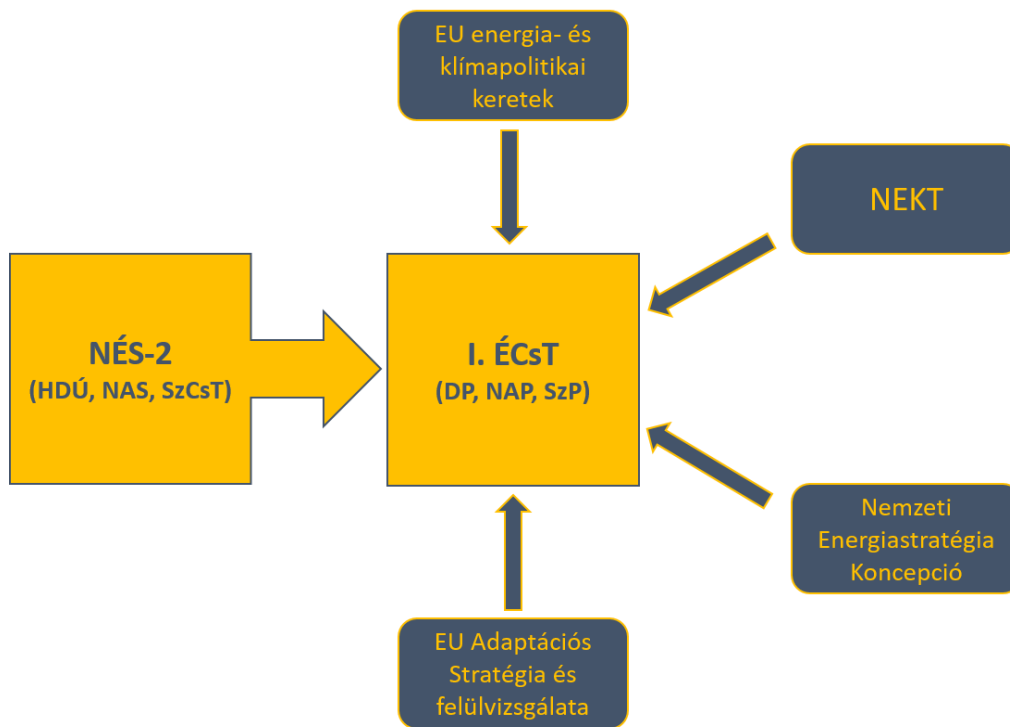 EU energia- és
klímapolitikai
keretek
NEKT
NÉS-2
(HDÚ, NAS, SzCsT)
I. ÉCsT
(DP, NAP, SzP)
Nemzeti
Energiastratégia
Koncepció
EU Adaptációs
Stratégia és
felülvizsgálata